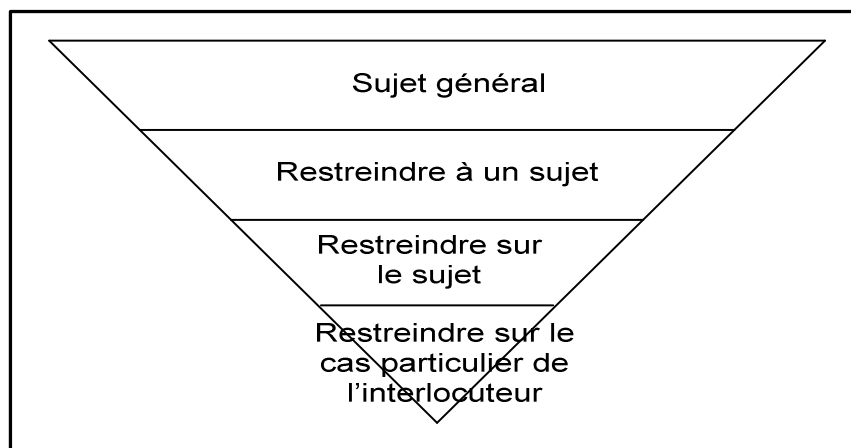 Sujet général
Restreindre à un sujet
Restreindre sur
le sujet
Restreindre sur le
cas particulier de
l'interlocuteur